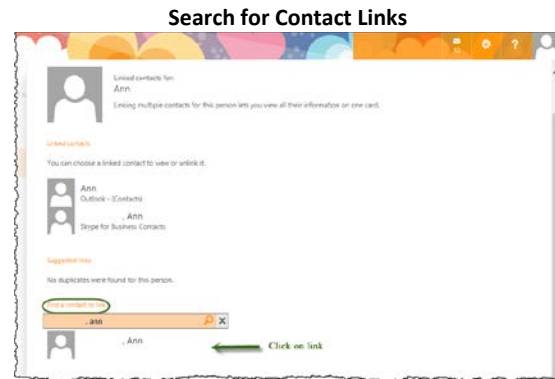 Search for Contact Links
?
Linked contacts for:
Ann
Linking multiple contacts for this person lets you view all their information on one card.
Linked contacts
You can choose a linked contact to view or unlink it.
Ann
Outlook - (Contacts)
, Ann
Skype for Business Contacts
Suggested links
No duplicates were found for this person.
Find a contact to link
, ann
, Ann
Click on link